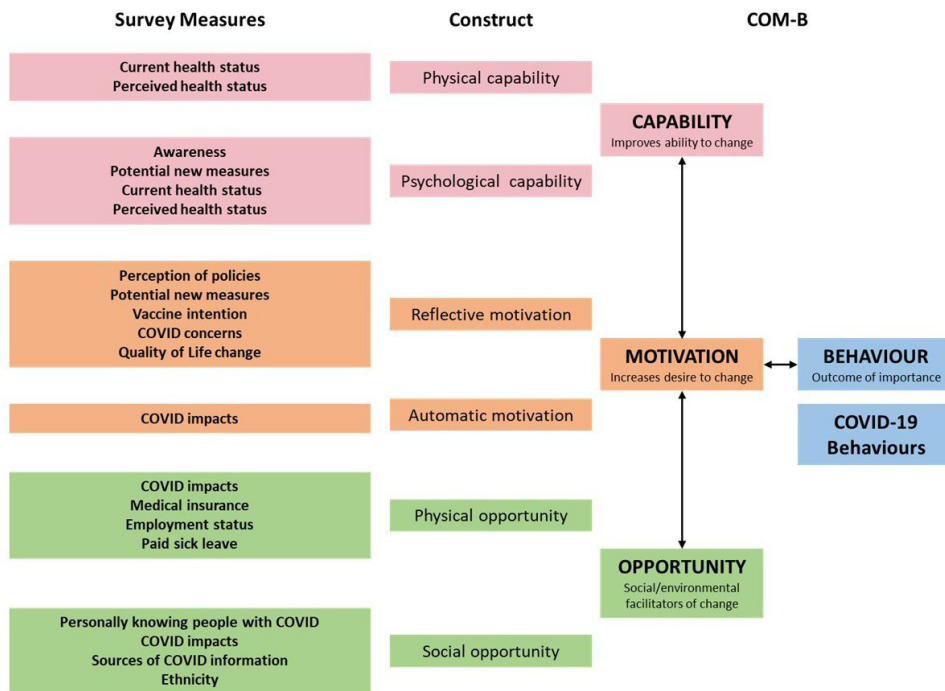 Survey Measures
Construct
COM-B
Current health status
Perceived health status
Physical capability
CAPABILITY
Improves ability to change
Awareness
Potential new measures
Current health status
Perceived health status
Psychological capability
Perception of policies
Potential new measures
Vaccine intention
COVID concerns
Quality of Life change
Reflective motivation
MOTIVATION
Increases desire to change
BEHAVIOUR
Outcome of importance
COVID impacts
Automatic motivation
COVID-19
Behaviours
COVID impacts
Medical insurance
Employment status
Paid sick leave
Physical opportunity
OPPORTUNITY
Social/environmental
facilitators of change
Personally knowing people with COVID
COVID impacts
Sources of COVID information
Ethnicity
Social opportunity